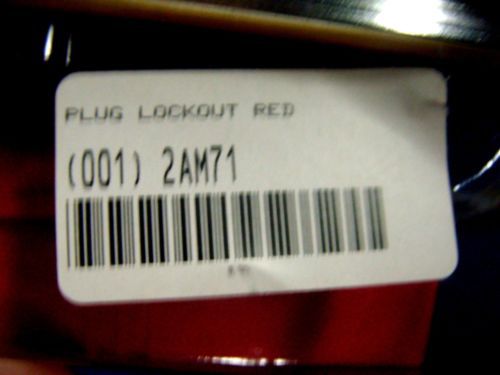 PLUG LOCKOUT RED
(001) 2AM71